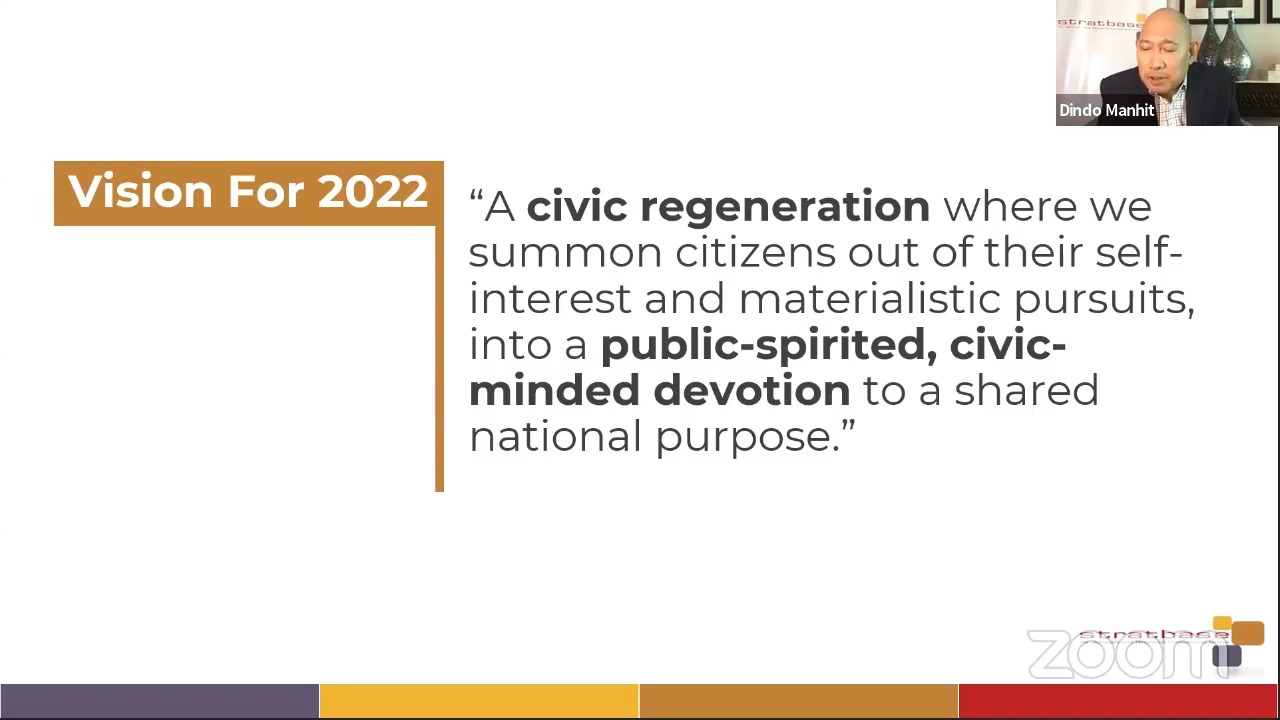 stratbase
Dindo Manhit
Vision For 2022
“A civic regeneration where we
summon citizens out of their self-
interest and materialistic pursuits,
into a public-spirited, civic-
minded devotion to a shared
national purpose.”
stratbase
zoom